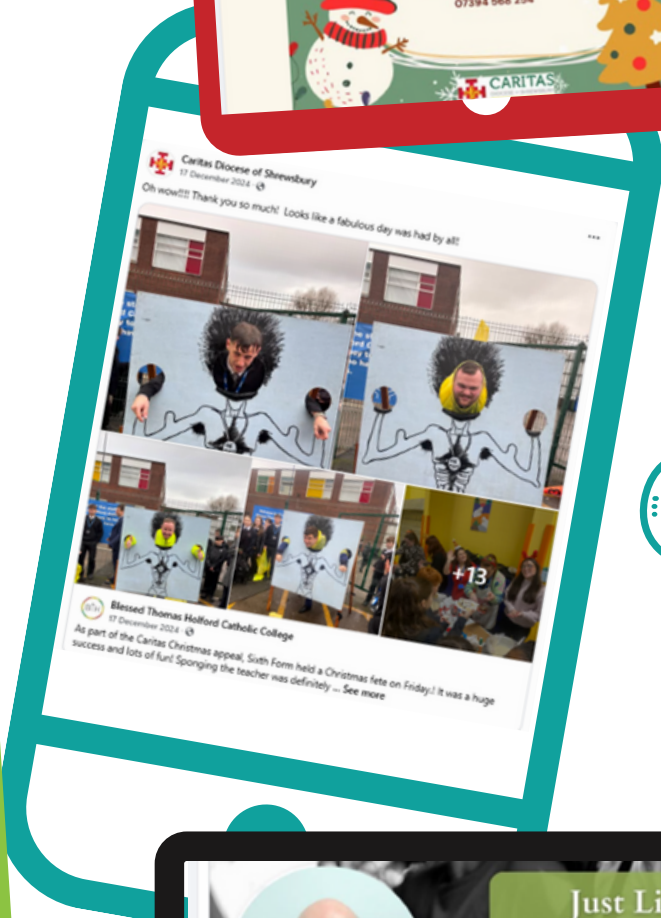 07394 568 254
CARITAS
DIOCESE OF SHREWSBURY
Caritas Diocese of Shrewsbury
17 December 2024 ·
Oh wow!!!! Thank you so much! Looks like a fabulous day was had by all!!
+13
Blessed Thomas Holford Catholic College
17 December 2024 ·
As part of the Caritas Christmas appeal, Sixth Form held a Christmas fete on Friday.! It was a huge
success and lots of fun! Sponging the teacher was definitely ... See more
Just Li